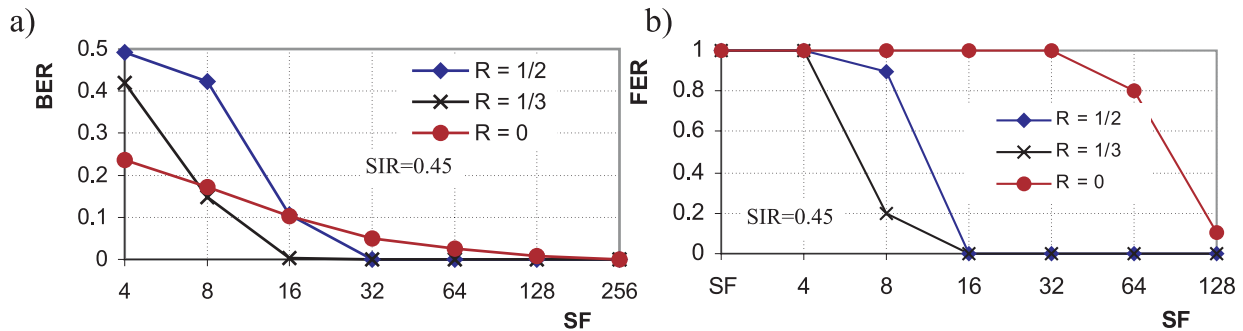 a)
BER
0.5
0.4
0.3
0.2
0.1
0
R = 1/2
R = 1/3
R = 0
SIR=0.45
4 8 16 32 64 128 256
SF
b)
FER
1
0.8
0.6
0.4
0.2
0
R = 1/2
R = 1/3
R = 0
SIR=0.45
SF 4 8 16 32 64 128
SF